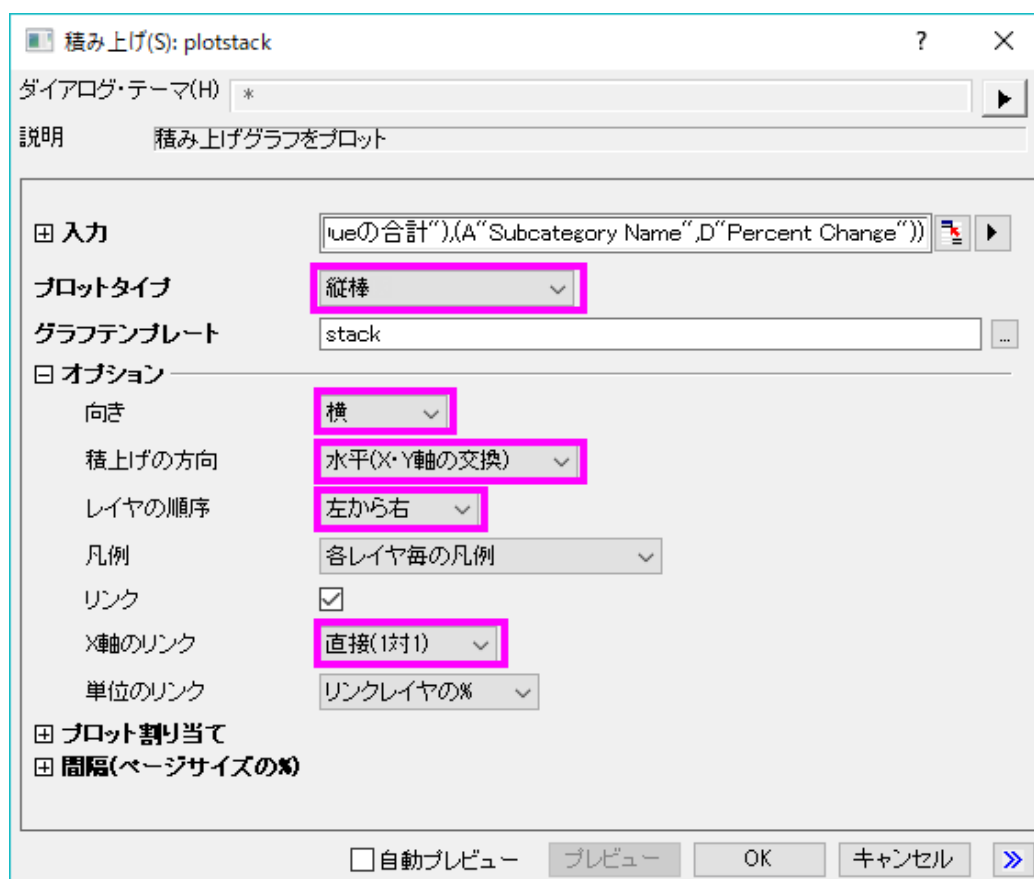 積み上げ(S): plotstack
ダイアログ・テーマ(H) *
説明 積み上げグラフをプロット
入力 ueの合計"),(A"Subcategory Name",D"Percent Change"))
プロットタイプ 縦棒
グラフテンプレート stack ...
オプション
向き 横
積上げの方向 水平(X・Y軸の交換)
レイヤの順序 左から右
凡例 各レイヤ毎の凡例
リンク
X軸のリンク 直接(1対1)
単位のリンク リンクレイヤの%
プロット割り当て
間隔(ページサイズの%)
自動プレビュー プレビュー OK キャンセル